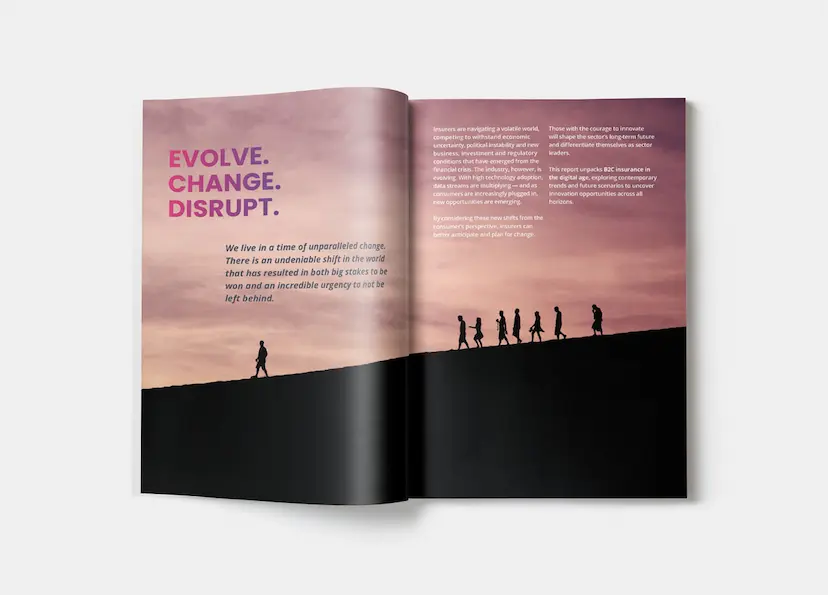 EVOLVE.
CHANGE.
DISRUPT.
We live in a time of unparalleled change.
There is an undeniable shift in the world
that has resulted in both big stakes to be
won and an incredible urgency to not be
left behind.
Insurers are navigating a volatile world,
competing to withstand economic
uncertainty, political instability and new
business, investment and regulatory
conditions that have emerged from the
financial crisis. The industry, however, is
evolving. With high technology adoption,
data streams are multiplying — and as
consumers are increasingly plugged in,
new opportunities are emerging.
By considering these new shifts from the
consumer's perspective, insurers can
better anticipate and plan for change.
Those with the courage to innovate
will shape the sector's long-term future
and differentiate themselves as sector
leaders.
This report unpacks B2C insurance in
the digital age, exploring contemporary
trends and future scenarios to uncover
innovation opportunities across all
horizons.